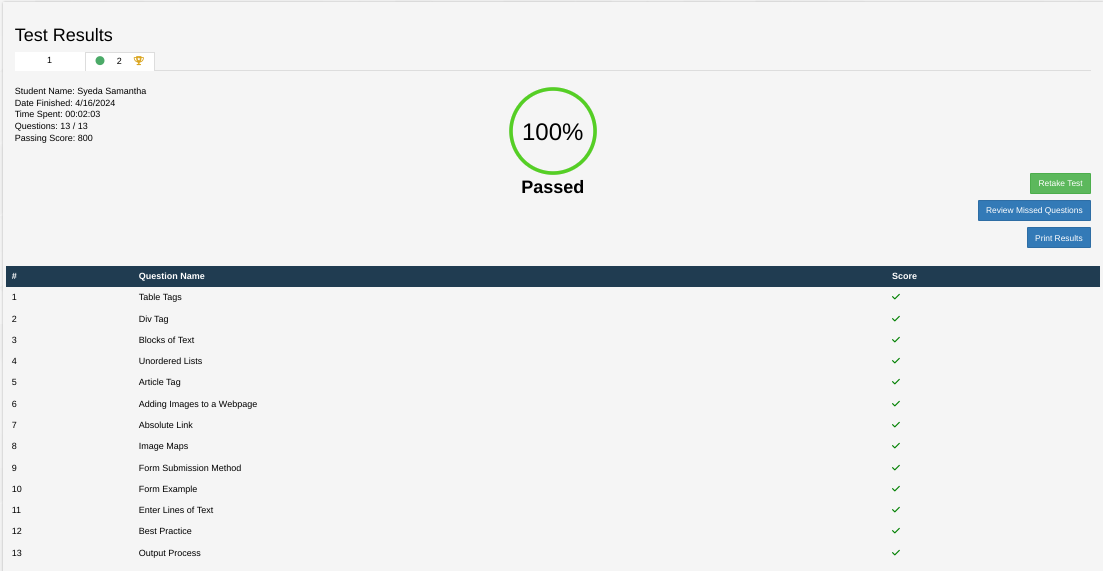 Test Results
1 2
Student Name: Syeda Samantha
Date Finished: 4/16/2024
Time Spent: 00:02:03
Questions: 13 / 13
Passing Score: 800
100%
Passed
Retake Test
Review Missed Questions
Print Results
# Question Name Score
1 Table Tags
2 Div Tag
3 Blocks of Text
4 Unordered Lists
5 Article Tag
6 Adding Images to a Webpage
7 Absolute Link
8 Image Maps
9 Form Submission Method
10 Form Example
11 Enter Lines of Text
12 Best Practice
13 Output Process